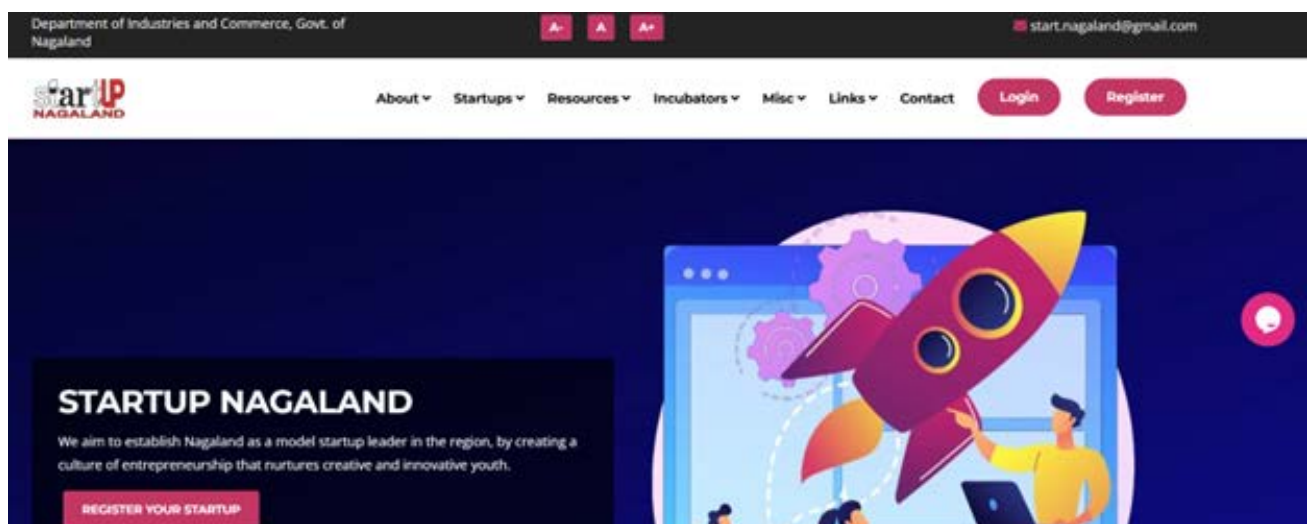 Department of Industries and Commerce, Govt. of
Nagaland
A- A A+
start.nagaland@gmail.com
startUP
NAGALAND
About Startups Resources Incubators Misc Links Contact Login Register
STARTUP NAGALAND
We aim to establish Nagaland as a model startup leader in the region, by creating a
culture of entrepreneurship that nurtures creative and innovative youth.
REGISTER YOUR STARTUP